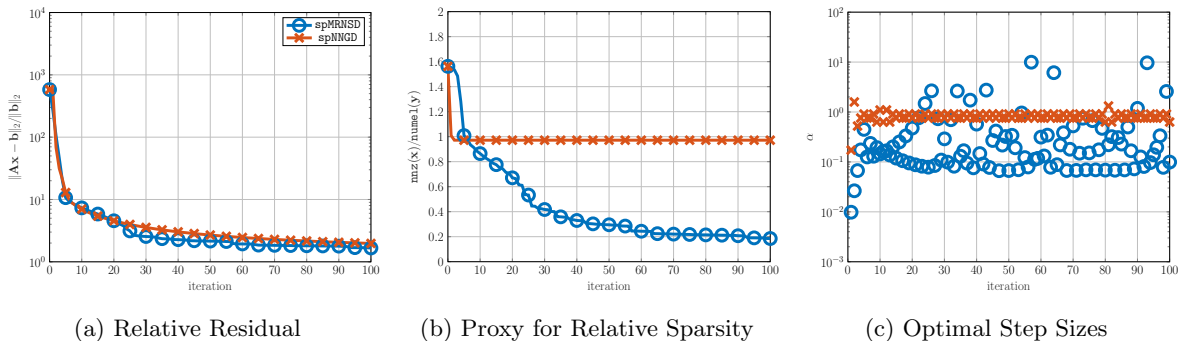 spMRNSD
spNNGD
10^4
10^3
10^2
10^1
10^0
‖Ax − b‖_2/‖b‖_2
0 10 20 30 40 50 60 70 80 90 100
iteration
(a) Relative Residual
2
1.8
1.6
1.4
1.2
1
0.8
0.6
0.4
0.2
0
nnz(x)/numel(y)
0 10 20 30 40 50 60 70 80 90 100
iteration
(b) Proxy for Relative Sparsity
10^1
10^0
10^−1
10^−2
10^−3
α
0 10 20 30 40 50 60 70 80 90 100
iteration
(c) Optimal Step Sizes